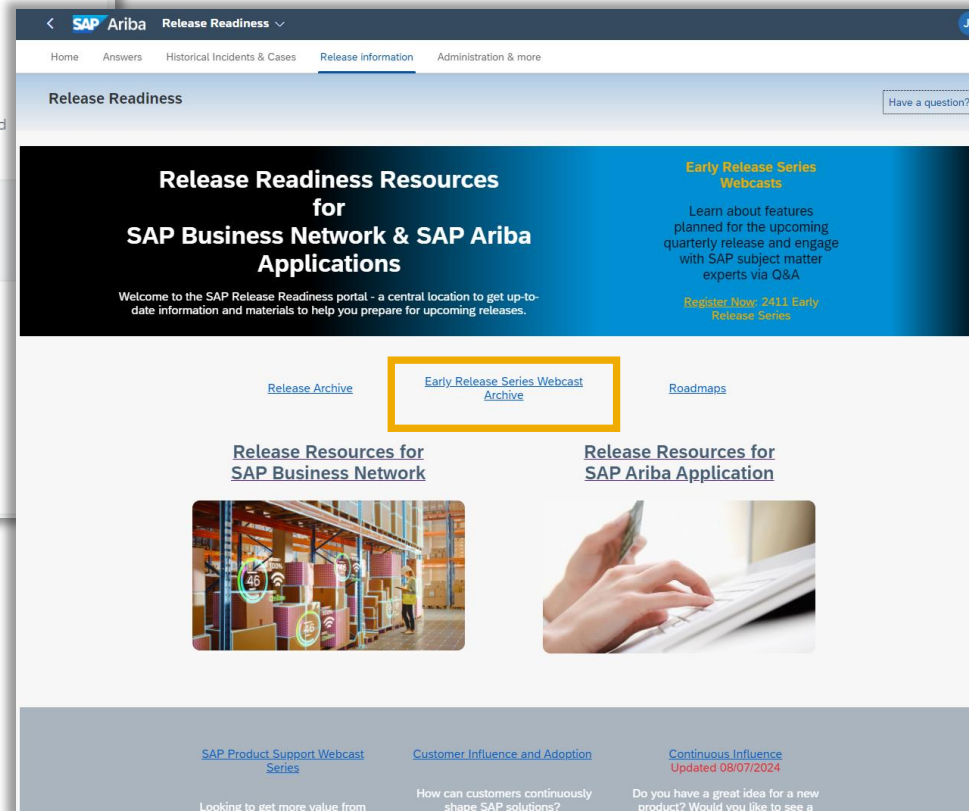 SAP Ariba Release Readiness
Home Answers Historical Incidents & Cases Release information Administration & more
Release Readiness
Have a question?
Release Readiness Resources
for
SAP Business Network & SAP Ariba
Applications
Welcome to the SAP Release Readiness portal - a central location to get up-to-
date information and materials to help you prepare for upcoming releases.
Early Release Series
Webcasts
Learn about features
planned for the upcoming
quarterly release and engage
with SAP subject matter
experts via Q&A
Register Now: 2411 Early
Release Series
Release Archive
Early Release Series Webcast
Archive
Roadmaps
Release Resources for
SAP Business Network
Release Resources for
SAP Ariba Application
46
46
SAP Product Support Webcast
Series
Looking to get more value from
Customer Influence and Adoption
How can customers continuously
shape SAP solutions?
Continuous Influence
Updated 08/07/2024
Do you have a great idea for a new
product? Would you like to see a